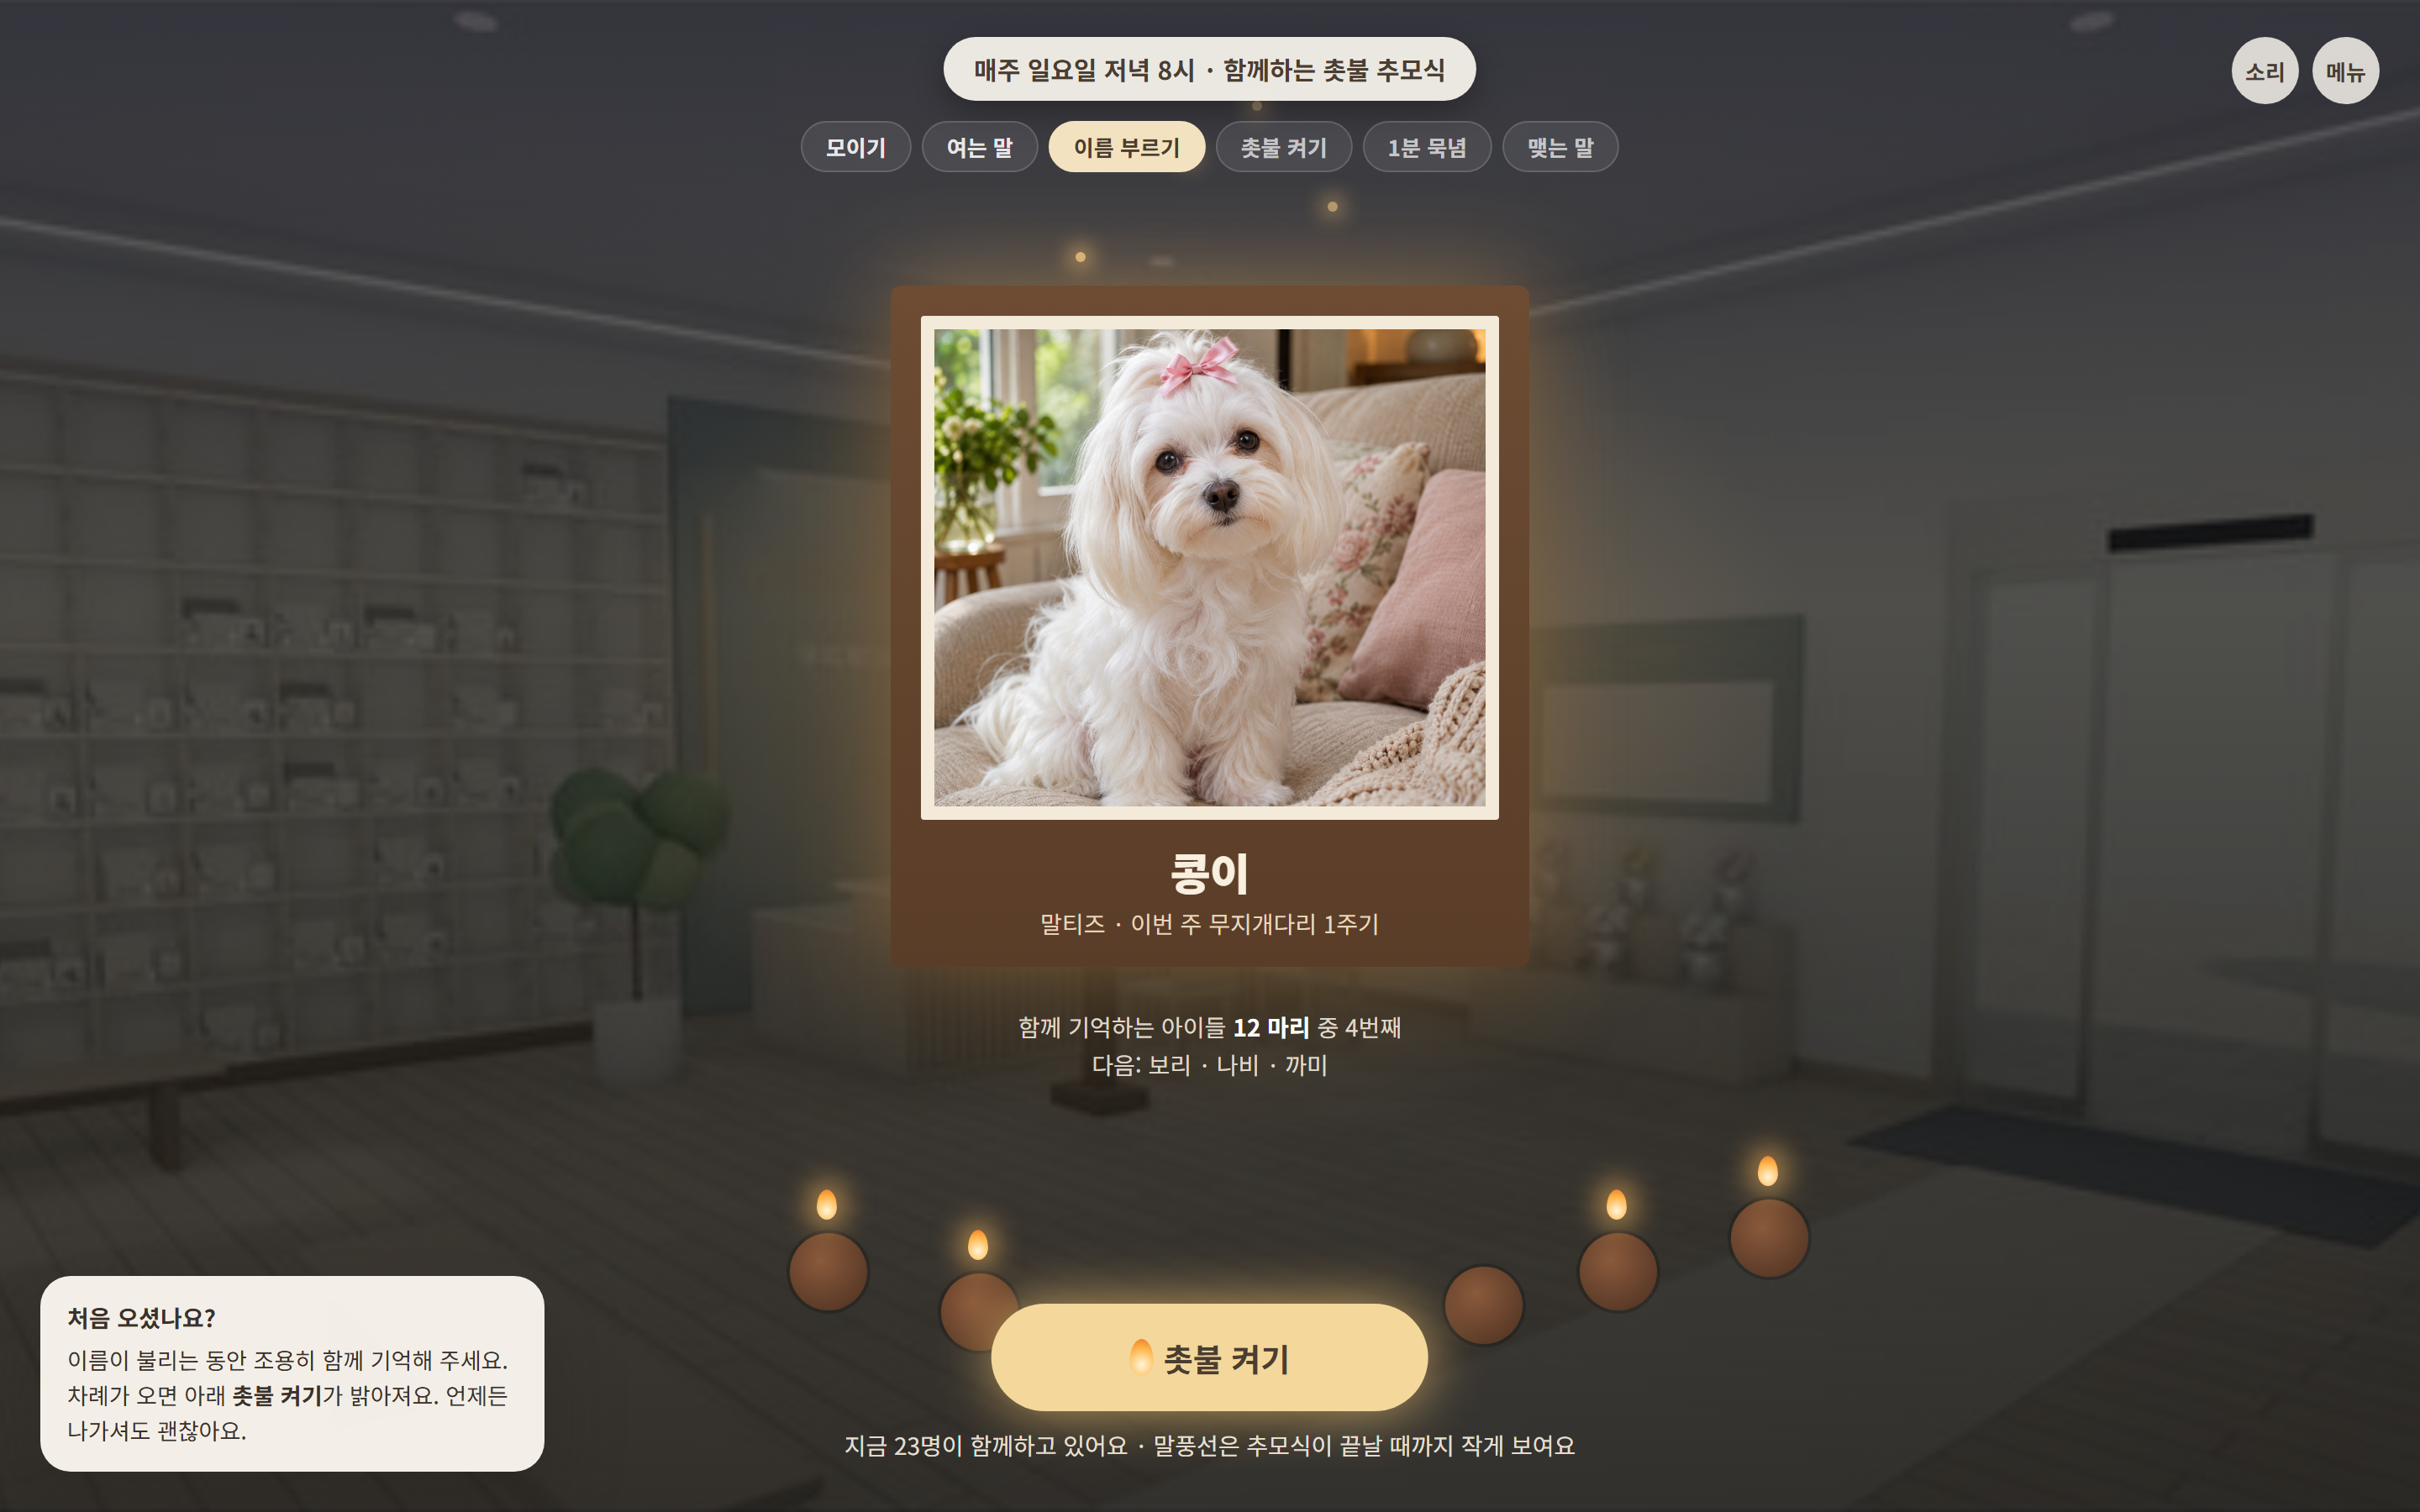 매주 일요일 저녁 8시 · 함께하는 촛불 추모식
소리
메뉴
모이기
여는 말
이름 부르기
촛불 켜기
1분 묵념
맺는 말
콩이
말티즈 · 이번 주 무지개다리 1주기
함께 기억하는 아이들 12 마리 중 4번째
다음: 보리 · 나비 · 까미
처음 오셨나요?
이름이 불리는 동안 조용히 함께 기억해 주세요.
차례가 오면 아래 촛불 켜기가 밝아져요. 언제든
나가셔도 괜찮아요.
촛불 켜기
지금 23명이 함께하고 있어요 · 말풍선은 추모식이 끝날 때까지 작게 보여요